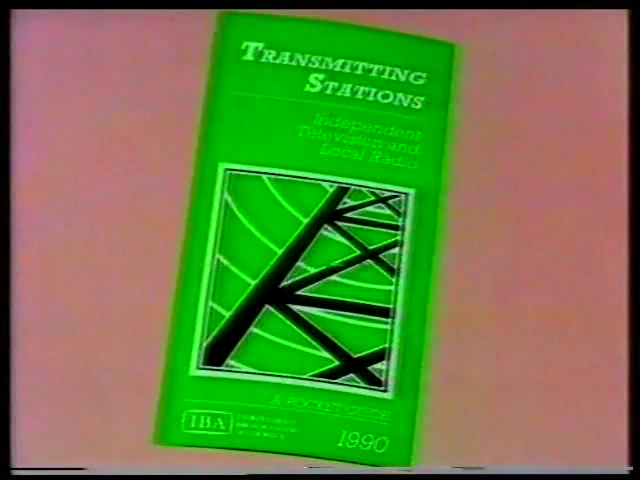 TRANSMITTING
STATIONS
Independent
Television and
Local Radio
A POCKET GUIDE
IBA
1990